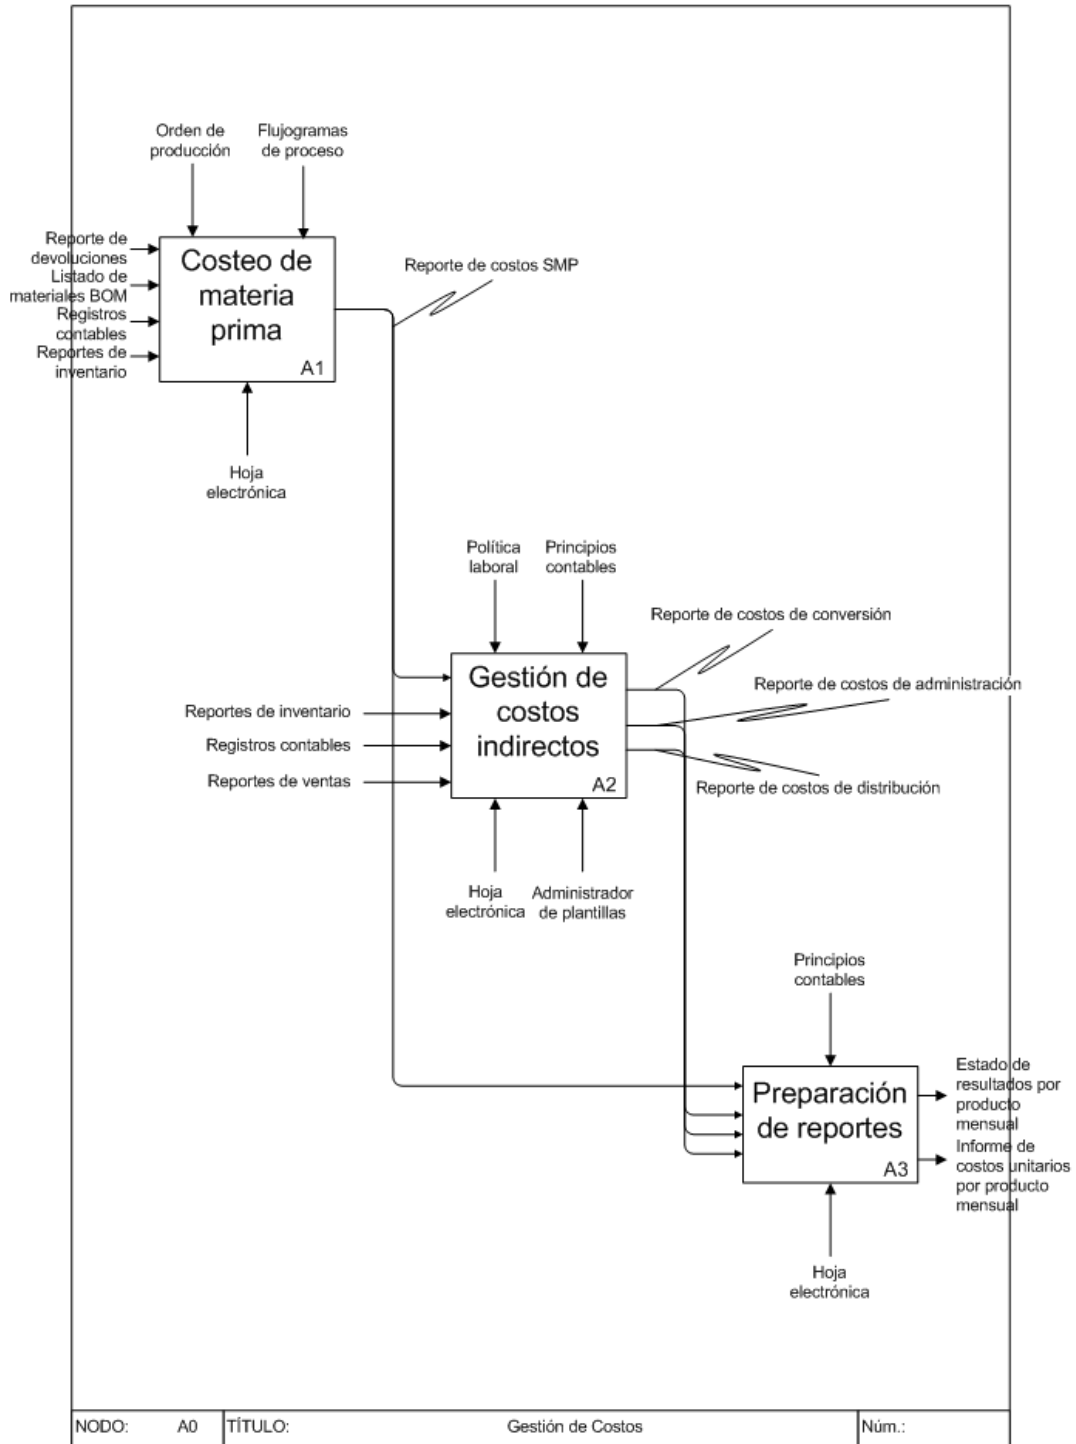 Orden de
producción
Flujogramas
de proceso
Reporte de
devoluciones
Listado de
materiales BOM
Registros
contables
Reportes de
inventario
Costeo de
materia
prima
A1
Reporte de costos SMP
Hoja
electrónica
Política
laboral
Principios
contables
Reporte de costos de conversión
Gestión de
costos
indirectos
A2
Reporte de costos de administración
Reportes de inventario
Registros contables
Reportes de ventas
Reporte de costos de distribución
Hoja
electrónica
Administrador
de plantillas
Principios
contables
Preparación
de reportes
A3
Estado de
resultados por
producto
mensual
Informe de
costos unitarios
por producto
mensual
Hoja
electrónica
NODO: A0 TÍTULO: Gestión de Costos Núm.: